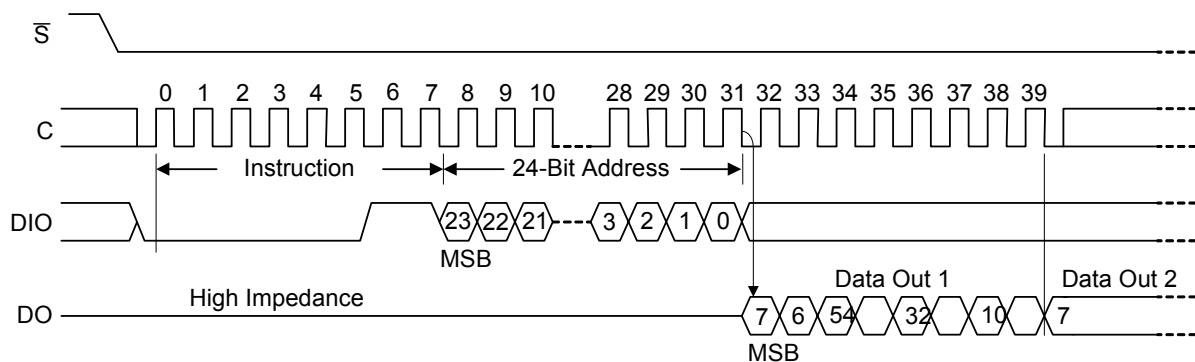 S
0 1 2 3 4 5 6 7 8 9 10 28 29 30 31 32 33 34 35 36 37 38 39
C
Instruction 24-Bit Address
DIO 23 22 21 3 2 1 0
MSB
Data Out 1 Data Out 2
High Impedance
DO 7 6 54 32 10 7
MSB